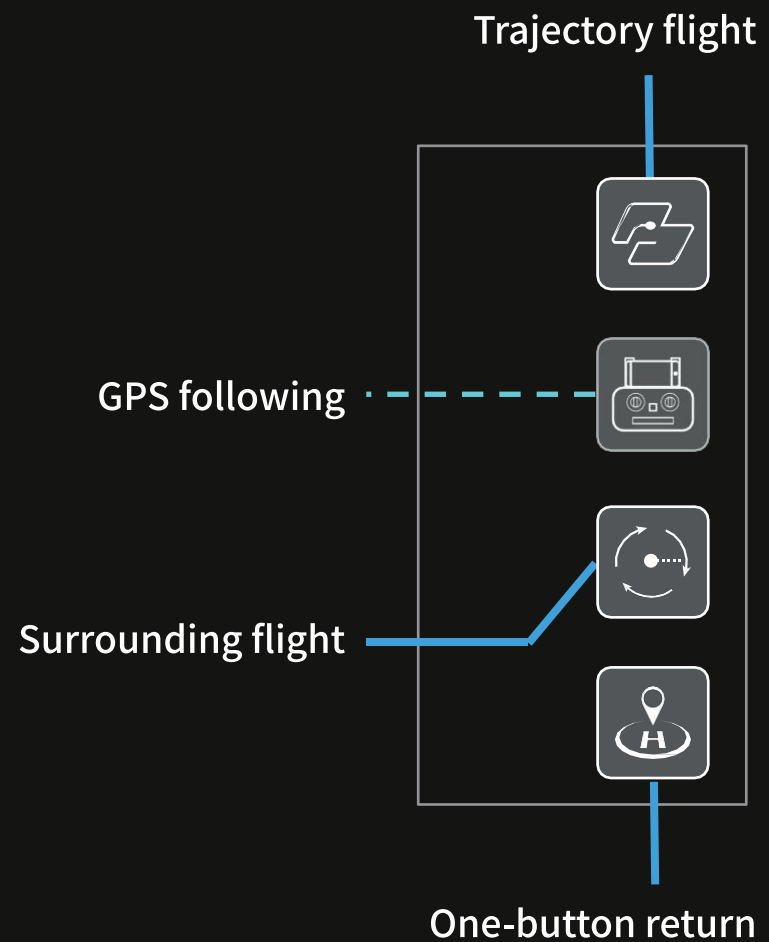 Trajectory flight
GPS following
Surrounding flight
H
One-button return